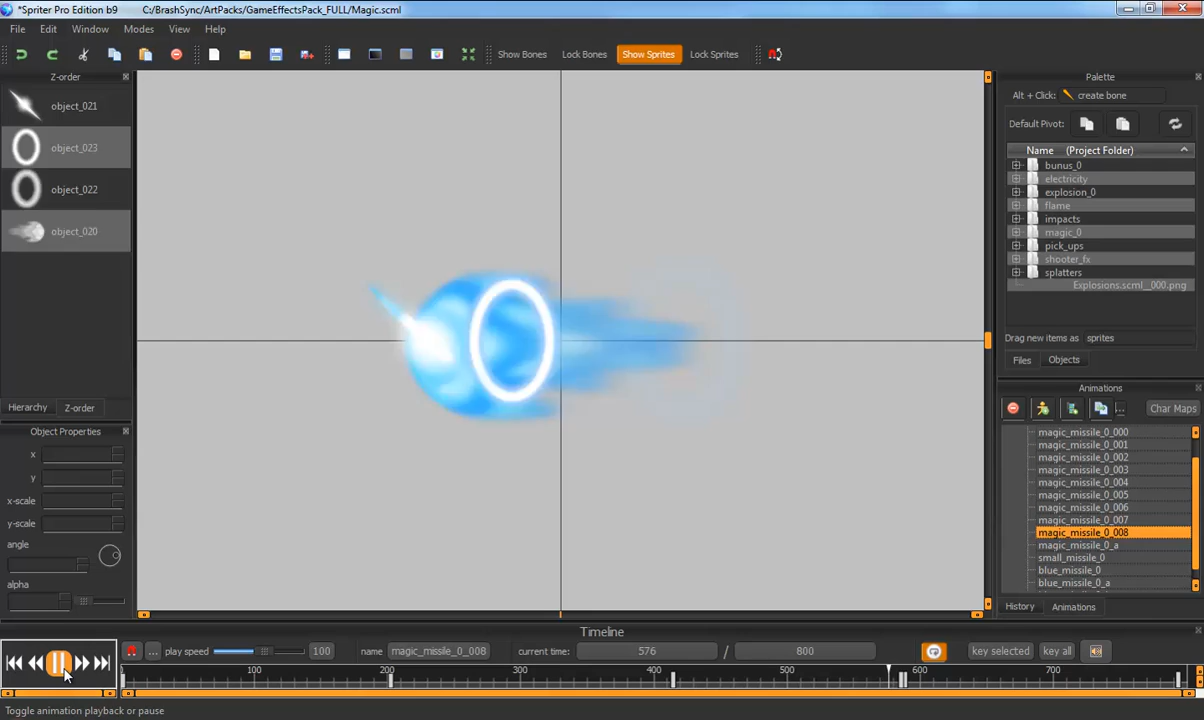 *Spriter Pro Edition b9 C:/BrashSync/ArtPacks/GameEffectsPack_FULL/Magic.scml
File Edit Window Modes View Help
Show Bones Lock Bones Show Sprites Lock Sprites
Z-order
object_021
object_023
object_022
object_020
Hierarchy Z-order
Object Properties
x
y
x-scale
y-scale
angle
alpha
Palette
Alt + Click: create bone
Default Pivot:
Name (Project Folder)
bunus_0
electricity
explosion_0
flame
impacts
magic_0
pick_ups
shooter_fx
splatters
Explosions.scml_000.png
Drag new items as sprites
Files Objects
Animations
... Char Maps
magic_missile_0_000
magic_missile_0_001
magic_missile_0_002
magic_missile_0_003
magic_missile_0_004
magic_missile_0_005
magic_missile_0_006
magic_missile_0_007
magic_missile_0_008
magic_missile_0_a
small_missile_0
blue_missile_0
blue_missile_0_a
History Animations
Timeline
... play speed 100 name magic_missile_0_008 current time: 576 / 800 key selected key all
100 200 300 400 500 600 700
Toggle animation playback or pause